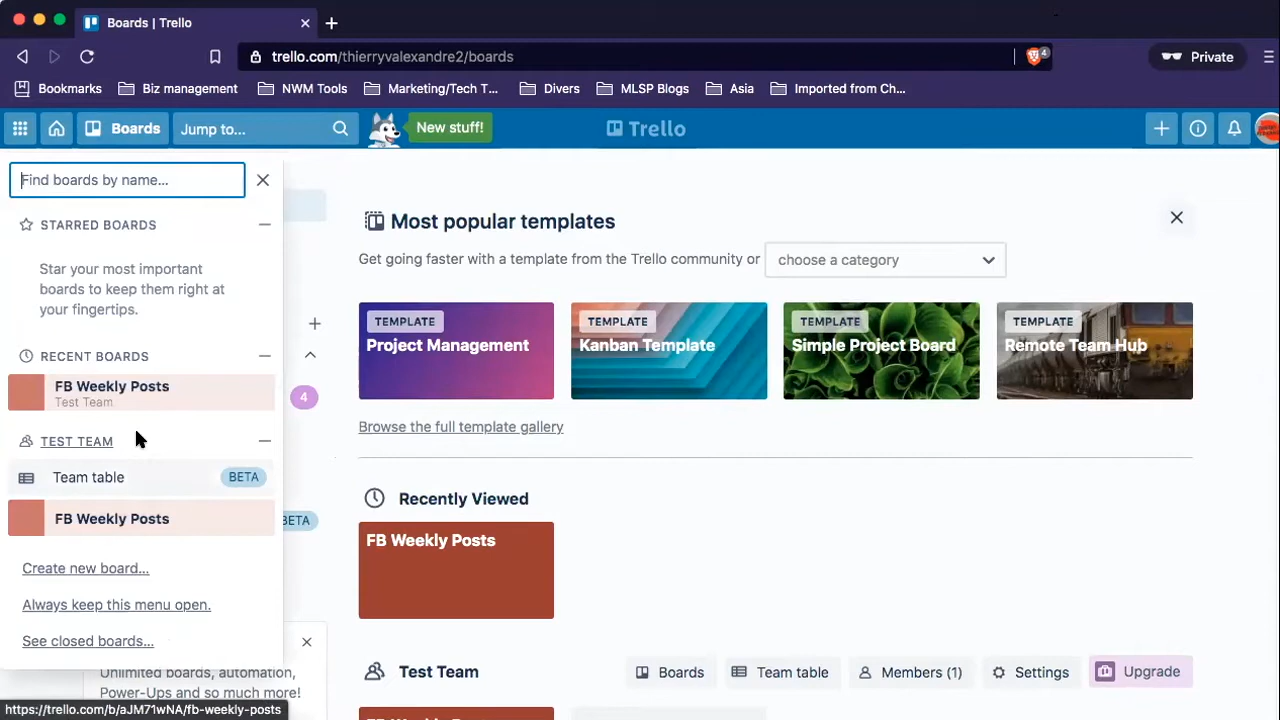 Boards | Trello
trello.com/thierryvalexandre2/boards
4
Private
Bookmarks
Biz management
NWM Tools
Marketing/Tech T...
Divers
MLSP Blogs
Asia
Imported from Ch...
Boards
Jump to...
New stuff!
Trello
Find boards by name...
STARRED BOARDS
Star your most important
boards to keep them right at
your fingertips.
RECENT BOARDS
FB Weekly Posts
Test Team
4
TEST TEAM
Team table
BETA
FB Weekly Posts
BETA
Create new board...
Always keep this menu open.
See closed boards...
Unlimited boards, automation,
Power-Ups and so much more!
https://trello.com/b/aJM71wNA/fb-weekly-posts
Most popular templates
Get going faster with a template from the Trello community or
choose a category
TEMPLATE
Project Management
TEMPLATE
Kanban Template
TEMPLATE
Simple Project Board
TEMPLATE
Remote Team Hub
Browse the full template gallery
Recently Viewed
FB Weekly Posts
Test Team
Boards
Team table
Members (1)
Settings
Upgrade